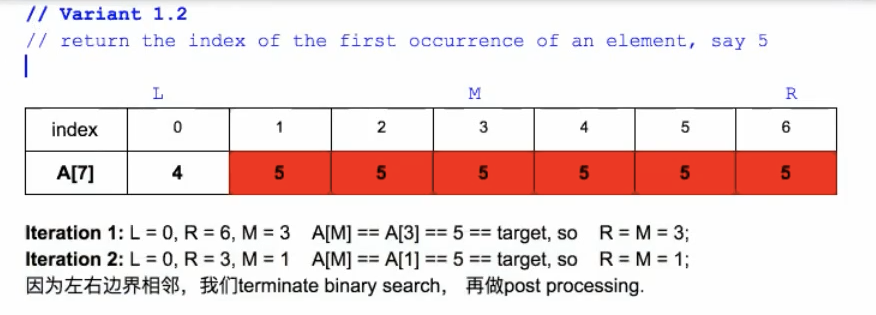 // Variant 1.2
// return the index of the first occurrence of an element, say 5
L M R
index 0 1 2 3 4 5 6
A[7] 4 5 5 5 5 5 5
Iteration 1: L = 0, R = 6, M = 3 A[M] == A[3] == 5 == target, so R = M = 3;
Iteration 2: L = 0, R = 3, M = 1 A[M] == A[1] == 5 == target, so R = M = 1;
因为左右边界相邻，我们terminate binary search， 再做post processing.